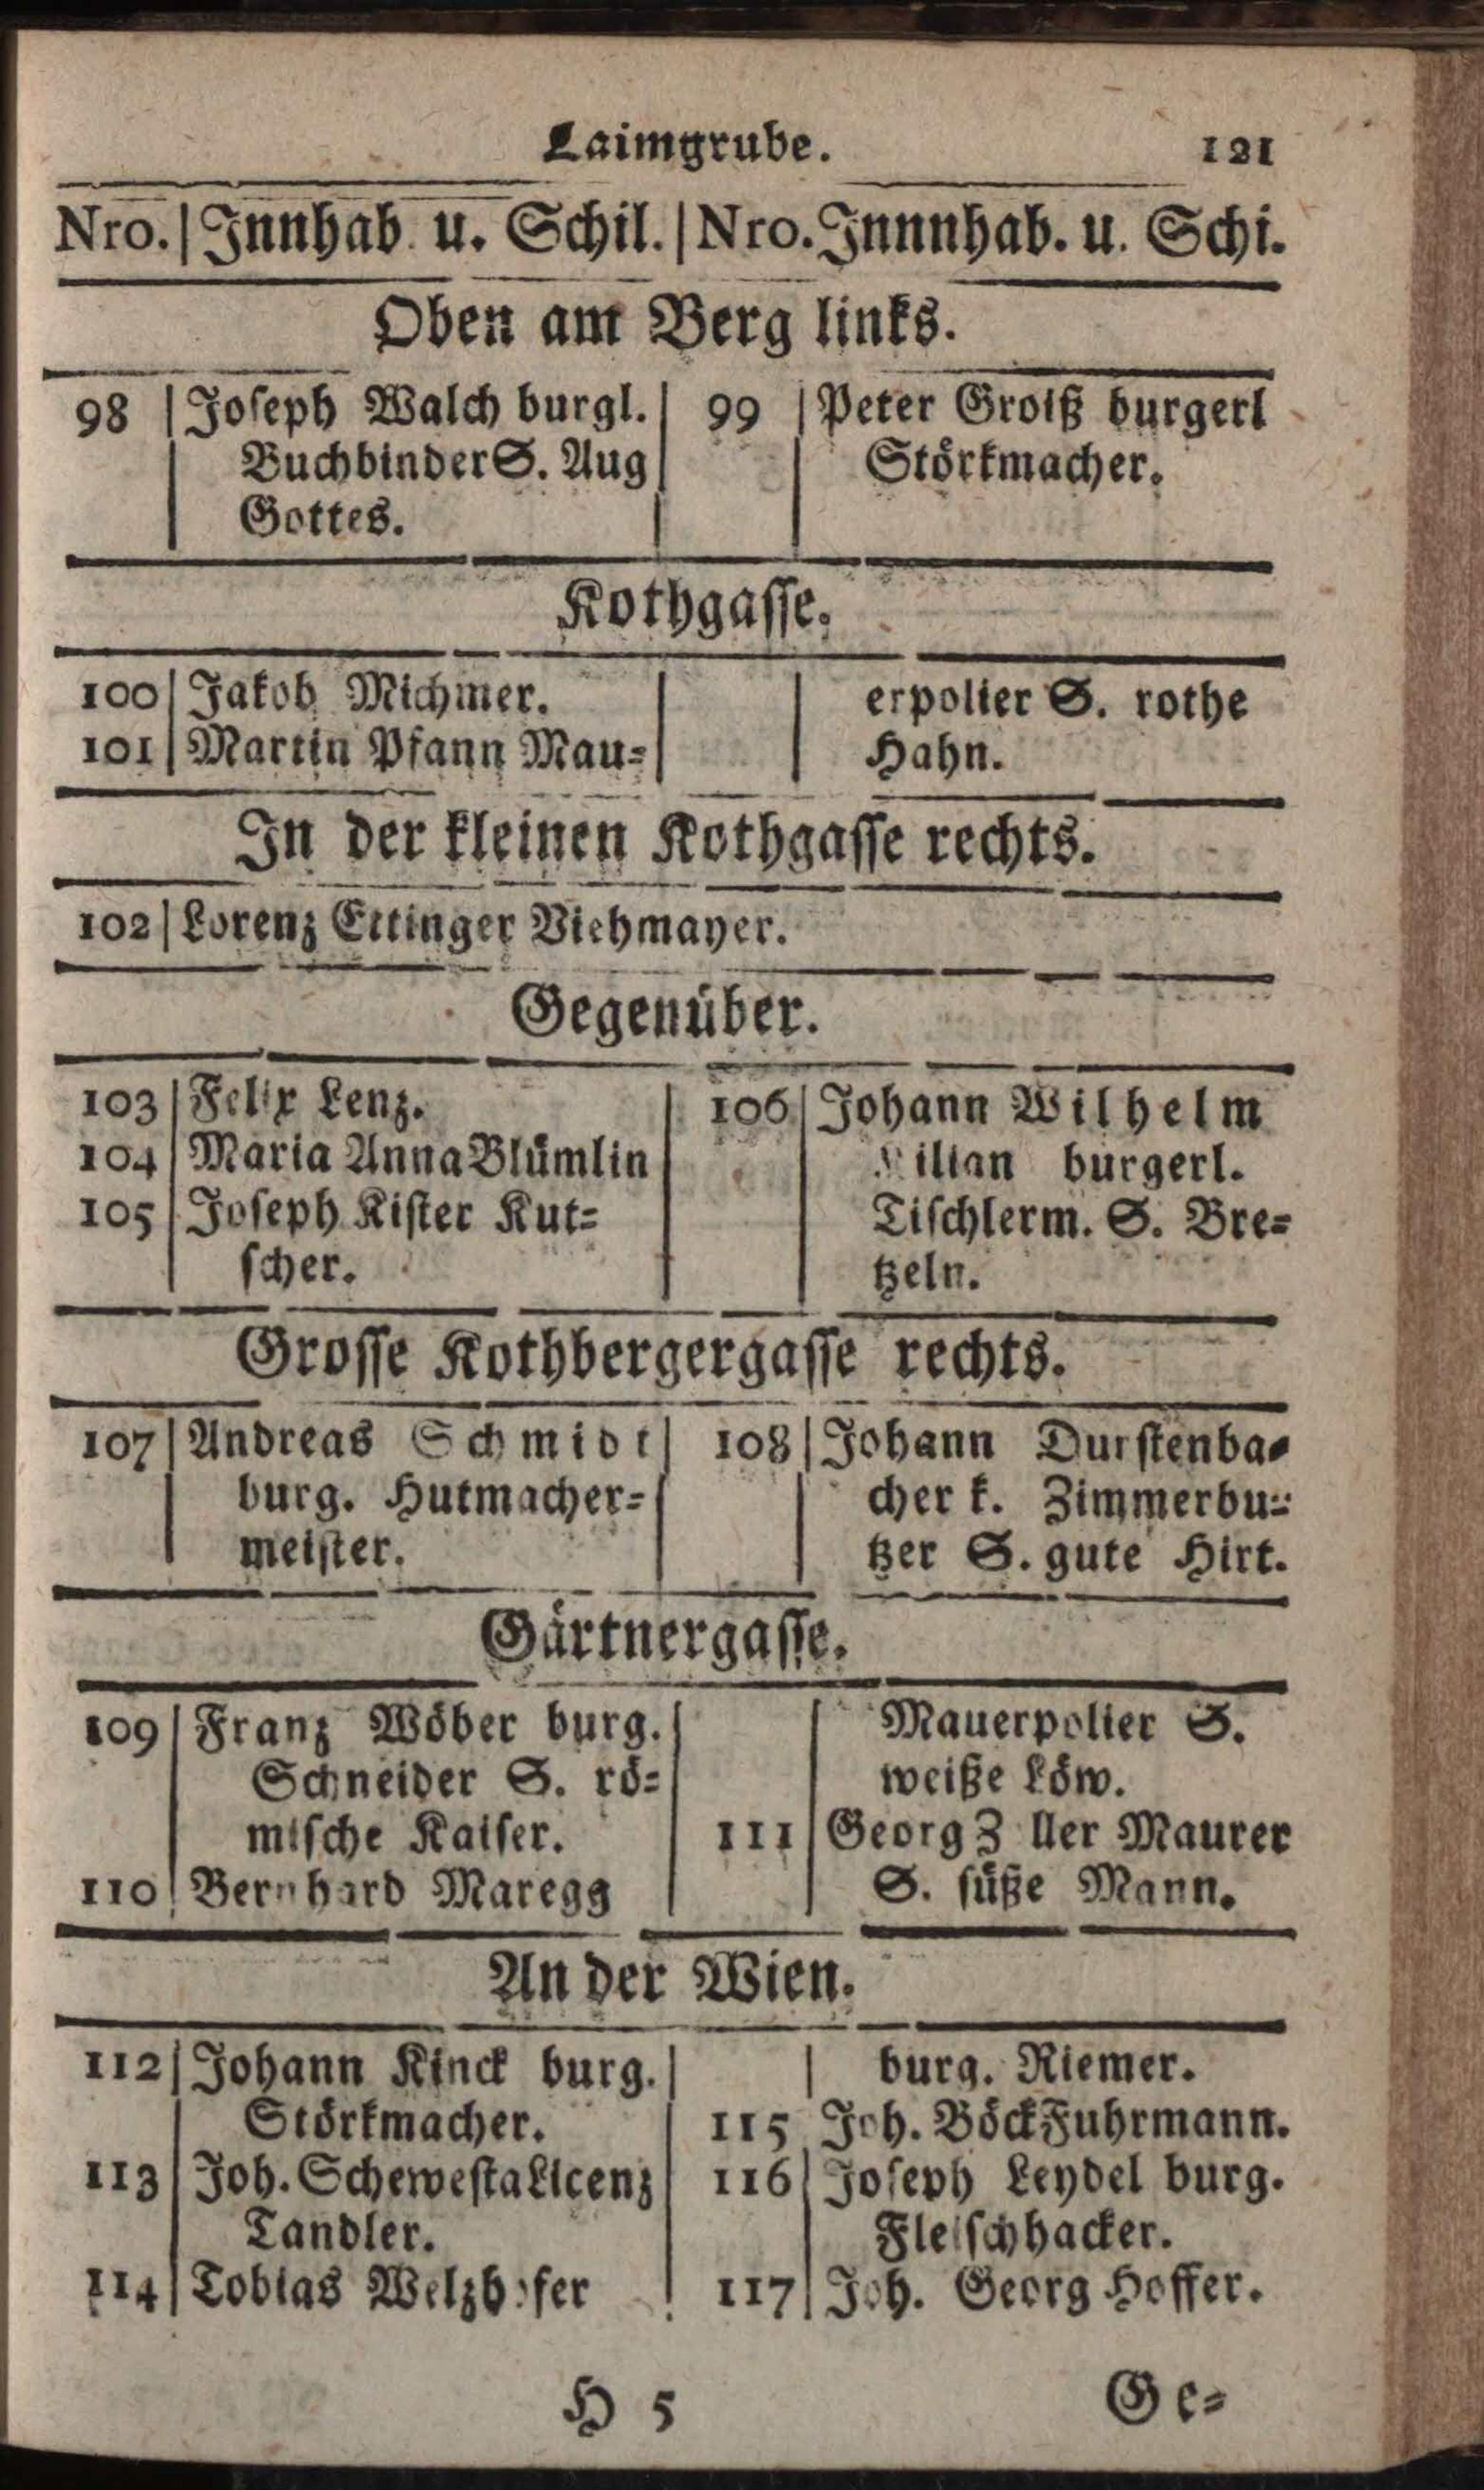 Laimgrube. 121
Nro. | Innhab. u. Schil. | Nro. Innnhab. u. Schi.
Oben am Berg links.
98 | Joseph Walch burgl.
Buchbinder S. Aug
Gottes.
99 | Peter Groiß burgerl
Störkmacher.
Kothgasse.
100 | Jakob Michmer.
101 | Martin Pfann Mau=
erpolier S. rothe
Hahn.
In der kleinen Kothgasse rechts.
102 | Lorenz Ettinger Viehmayer.
Gegenüber.
103 | Felix Lenz.
104 | Maria Anna Blümlin
105 | Joseph Kister Kut=
scher.
106 | Johann Wilhelm
burgerl.
Tischlerm. S. Bre=
tzeln.
Grosse Kothbergergasse rechts.
107 | Andreas Schmidt
burg. Hutmacher=
meister.
108 | Johann Durstenba=
cher k. Zimmerbu=
tzer S. gute Hirt.
Gärtnergasse.
109 | Franz Wöber burg.
Schneider S. rö=
mische Kaiser.
110 | Bernhard Maregg
Mauerpolier S.
weiße Löw.
111 | Georg Maurer
S. süße Mann.
An der Wien.
112 | Johann Kinck burg.
Störkmacher.
113 | Joh. Schewesta Licenz
Tandler.
114 | Tobias Welzhofer
burg. Riemer.
115 Joh. Böck Fuhrmann.
116 | Joseph Leydel burg.
Fleischhacker.
117 | Joh. Georg Hoffer.
H 5 Ge=